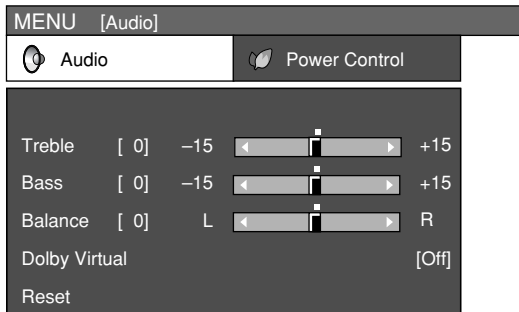 MENU [Audio]
Audio Power Control
Treble [ 0] –15 +15
Bass [ 0] –15 +15
Balance [ 0] L R
Dolby Virtual [Off]
Reset